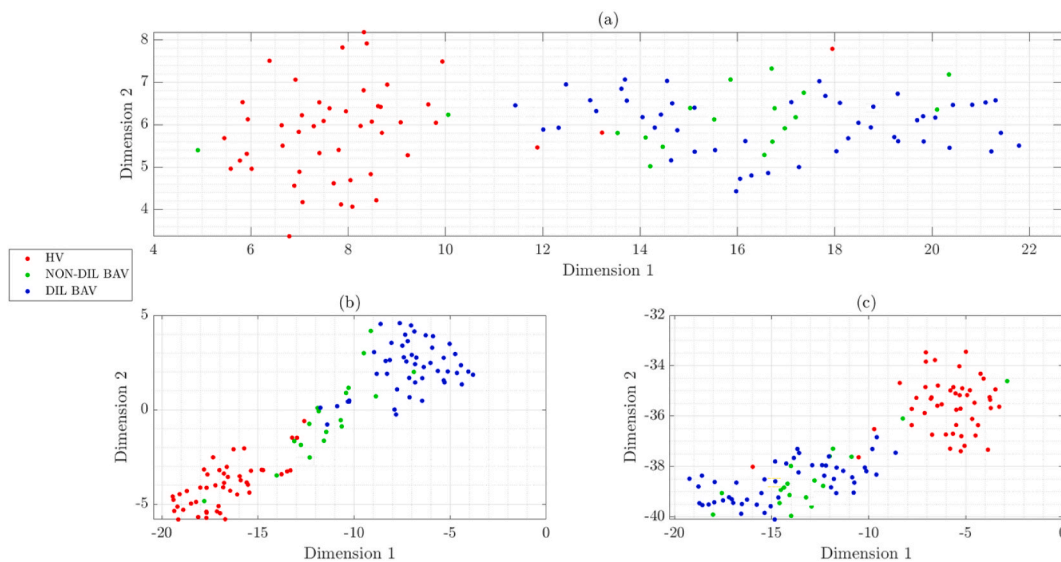 (a)
8
7
6
5
4
Dimension 2
4 6 8 10 12 14 16 18 20 22
Dimension 1
HV
NON-DIL BAV
DIL BAV
(b)
5
0
-5
Dimension 2
-20 -15 -10 -5 0
Dimension 1
(c)
-32
-34
-36
-38
-40
Dimension 2
-20 -15 -10 -5 0
Dimension 1